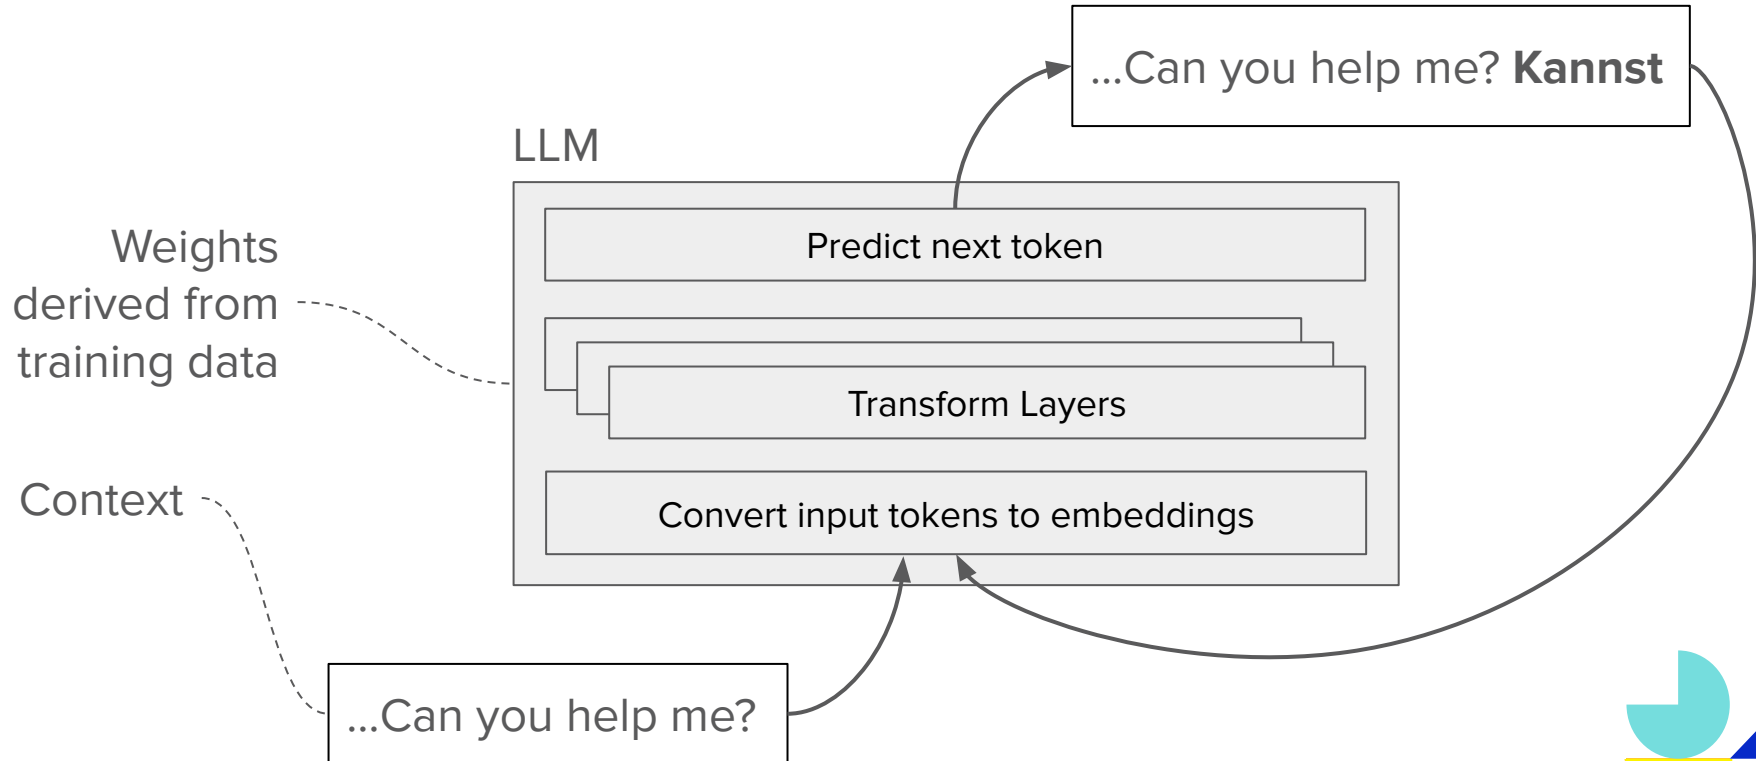 ...Can you help me? Kannst
LLM
Weights
derived from
training data
Predict next token
Transform Layers
Context
Convert input tokens to embeddings
...Can you help me?